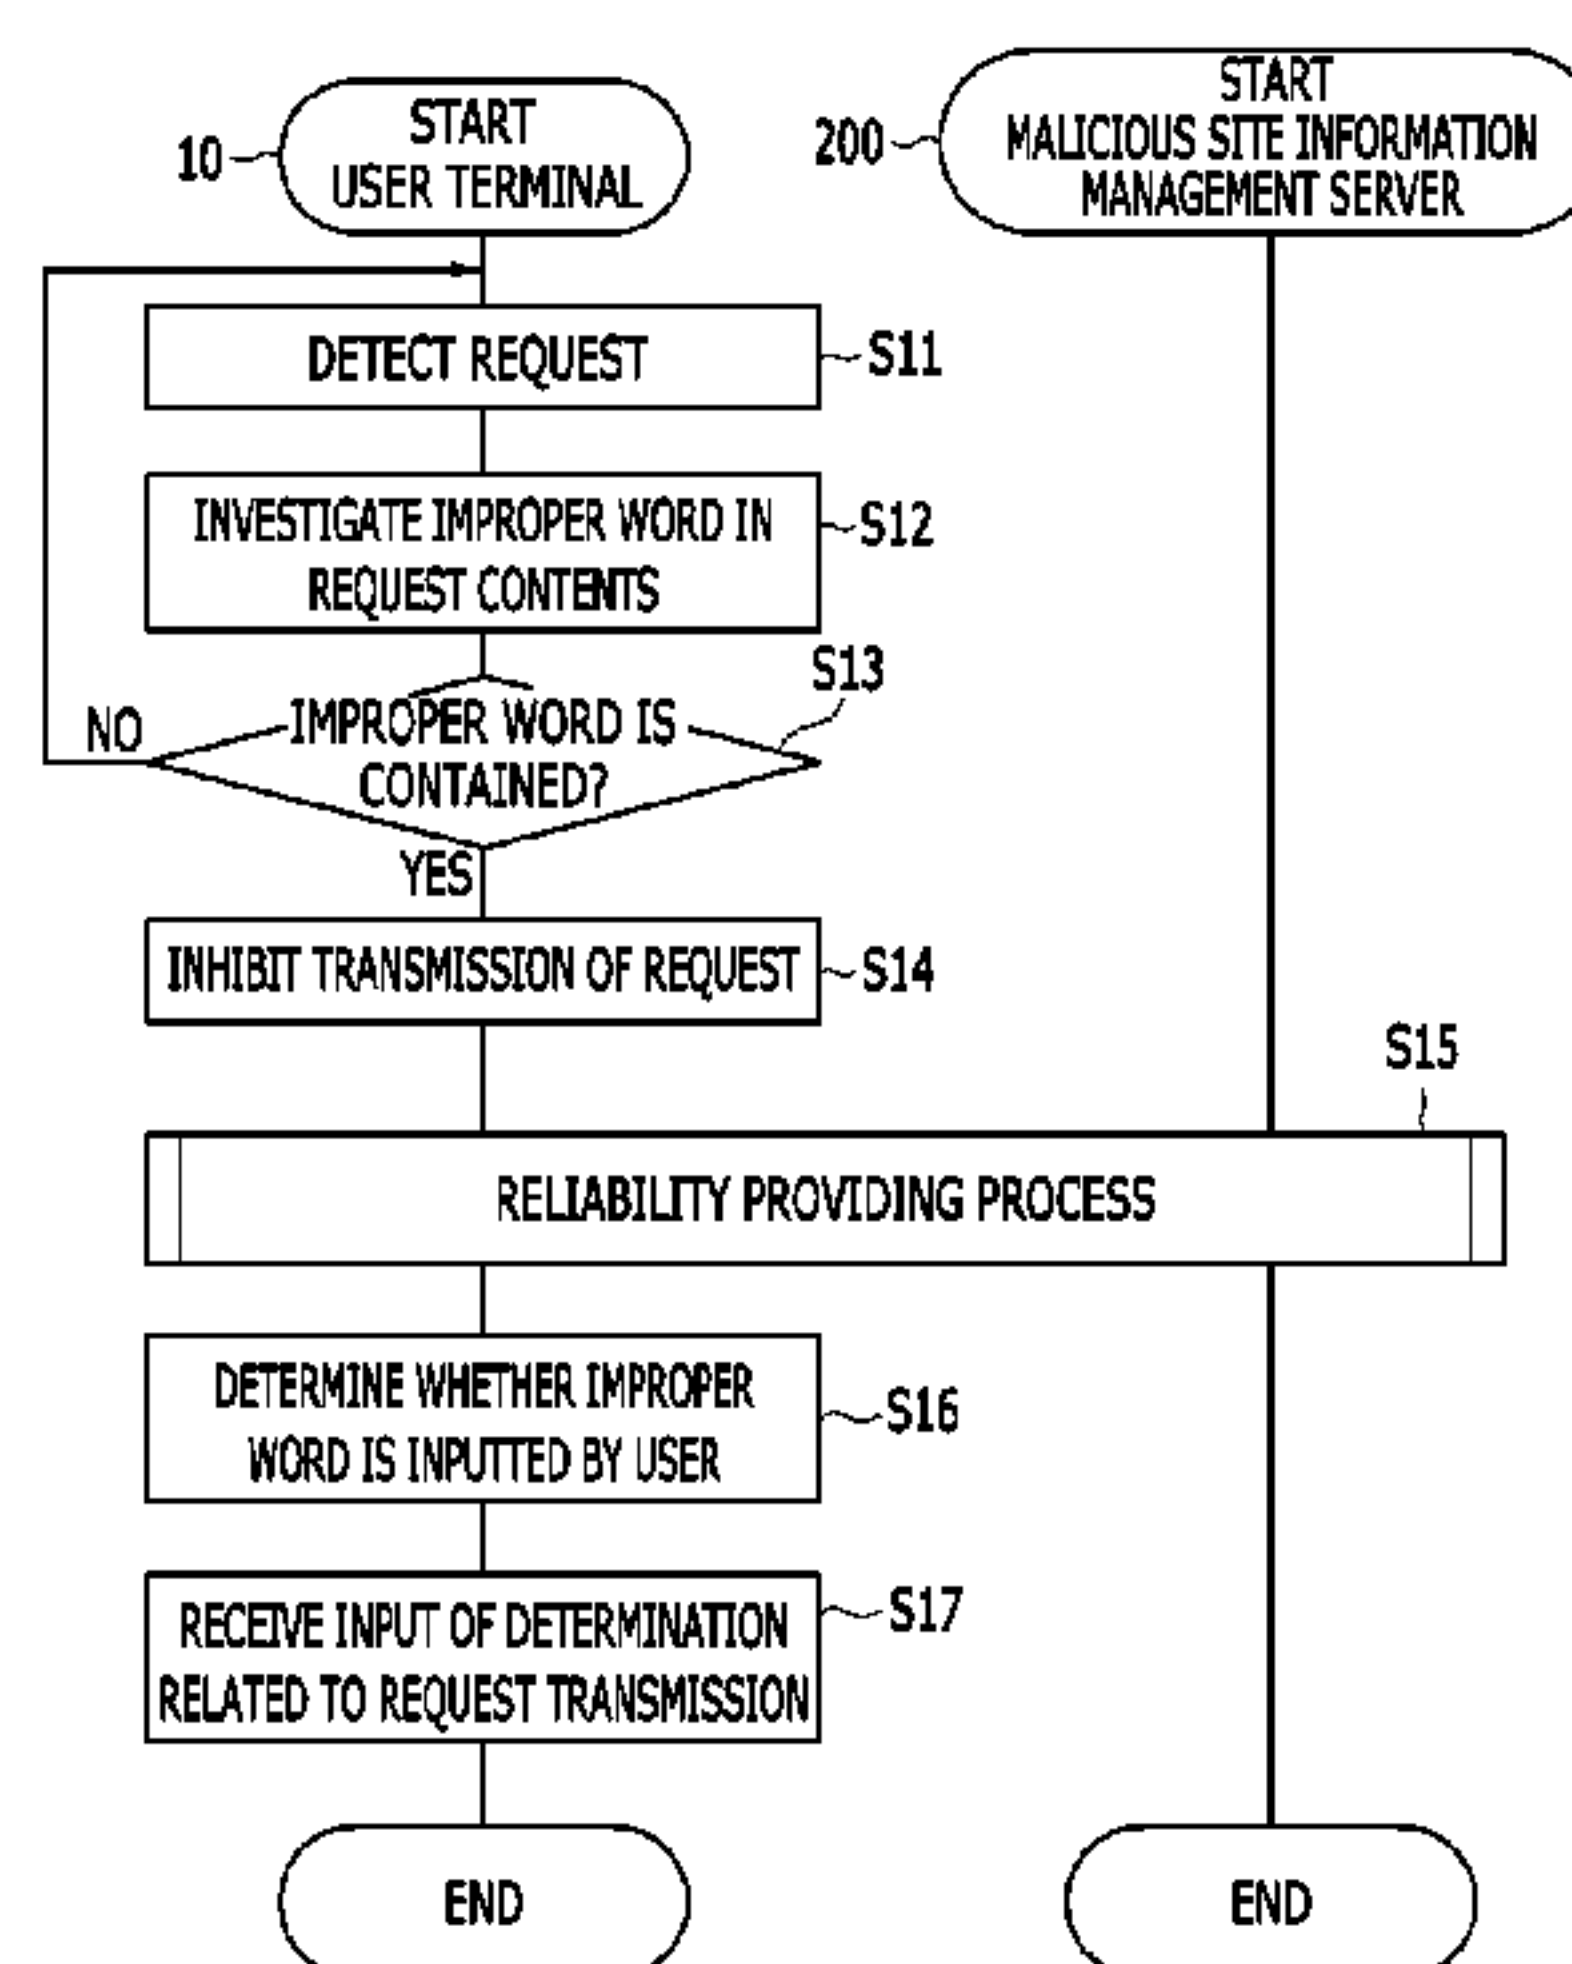 START
USER TERMINAL
10
START
MALICIOUS SITE INFORMATION
MANAGEMENT SERVER
200
DETECT REQUEST
S11
INVESTIGATE IMPROPER WORD IN
REQUEST CONTENTS
S12
S13
IMPROPER WORD IS
CONTAINED?
NO
YES
INHIBIT TRANSMISSION OF REQUEST
S14
S15
RELIABILITY PROVIDING PROCESS
DETERMINE WHETHER IMPROPER
WORD IS INPUTTED BY USER
S16
RECEIVE INPUT OF DETERMINATION
RELATED TO REQUEST TRANSMISSION
S17
END
END